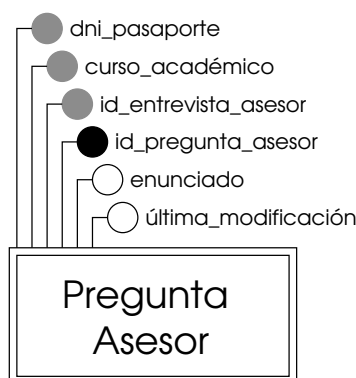 dni_pasaporte
curso_académico
id_entrevista_asesor
id_pregunta_asesor
enunciado
última_modificación
Pregunta
Asesor